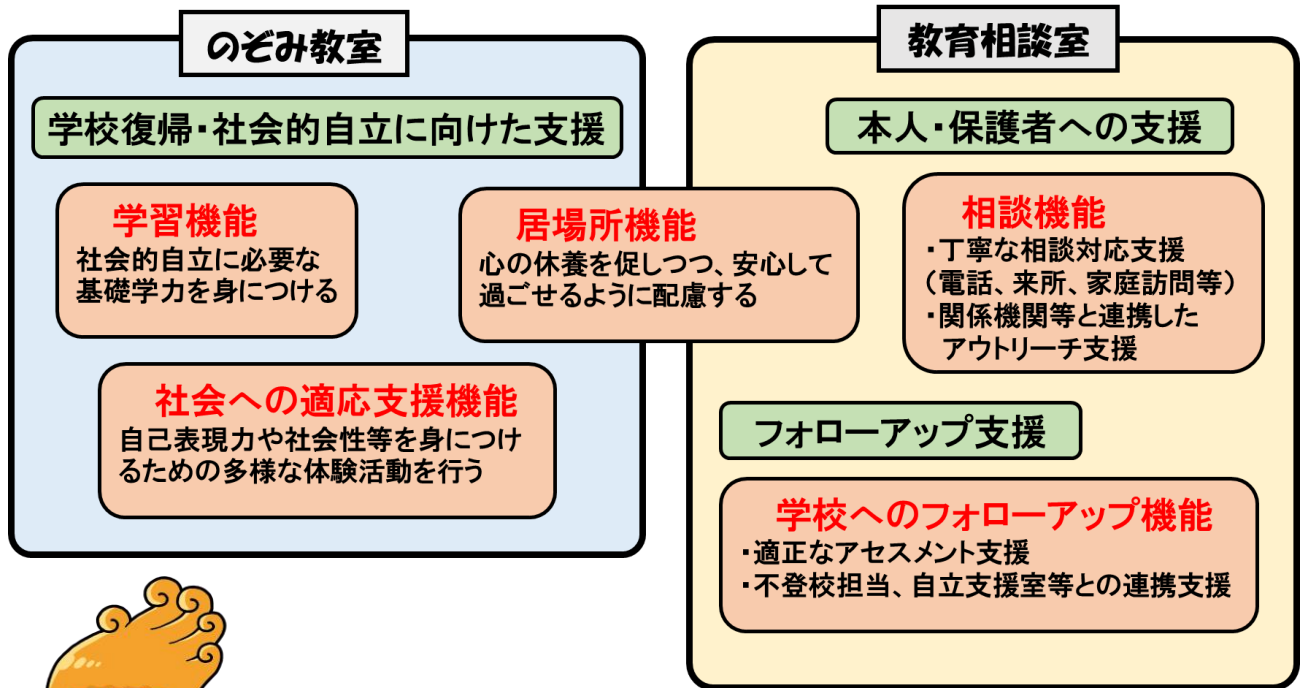 のぞみ教室
学校復帰・社会的自立に向けた支援
学習機能
社会的自立に必要な
基礎学力を身につける
居場所機能
心の休養を促しつつ、安心して
過ごせるように配慮する
社会への適応支援機能
自己表現力や社会性等を身につけ
るための多様な体験活動を行う
教育相談室
本人・保護者への支援
相談機能
・丁寧な相談対応支援
（電話、来所、家庭訪問等）
・関係機関等と連携した
アウトリーチ支援
フォローアップ支援
学校へのフォローアップ機能
・適正なアセスメント支援
・不登校担当、自立支援室等との連携支援